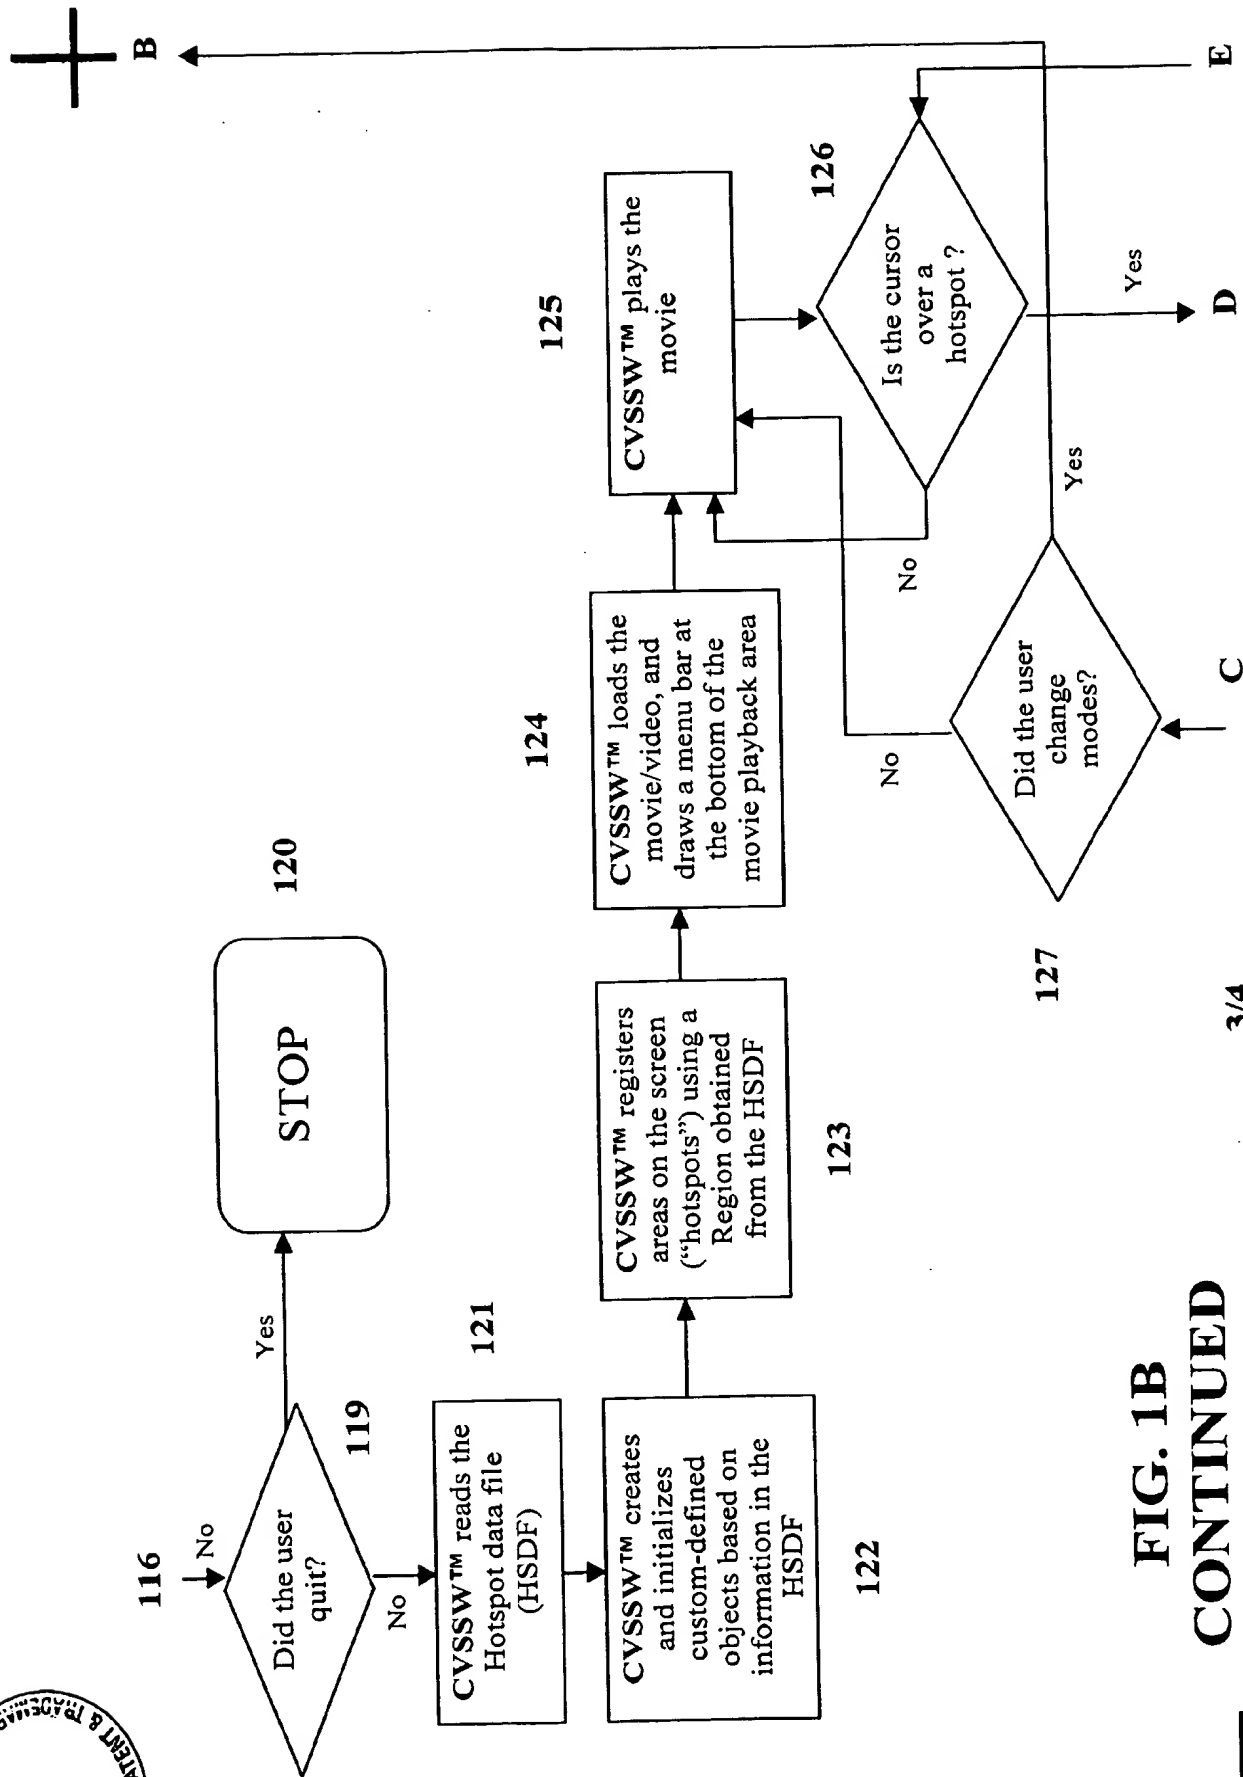 116
No
Did the user
quit?
119
Yes
STOP
120
No
CVSSW™ reads the
Hotspot data file
(HSDF)
121
CVSSW™ creates
and initializes
custom-defined
objects based on
information in the
HSDF
122
CVSSW™ registers
areas on the screen
(“hotspots”) using a
Region obtained
from the HSDF
123
CVSSW™ loads the
movie/video, and
draws a menu bar at
the bottom of the
movie playback area
124
CVSSW™ plays the
movie
125
Is the cursor
over a
hotspot ?
126
No
Yes
D
E
B
Did the user
change
modes?
127
No
Yes
C
3/4
FIG. 1B
CONTINUED
TENT & TRADEMAR